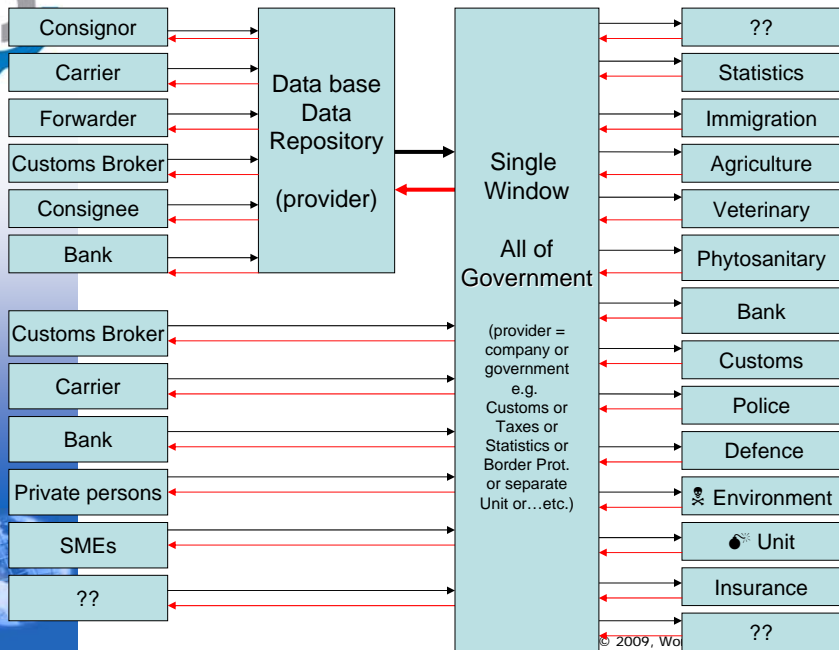 Consignor
Carrier
Forwarder
Customs Broker
Consignee
Bank
Data base
Data
Repository
(provider)
Customs Broker
Carrier
Bank
Private persons
SMEs
??
Single
Window
All of
Government
(provider =
company or
government
e.g.
Customs or
Taxes or
Statistics or
Border Prot.
or separate
Unit or…etc.)
??
Statistics
Immigration
Agriculture
Veterinary
Phytosanitary
Bank
Customs
Police
Defence
☠ Environment
💣 Unit
Insurance
??
© 2009, Wo